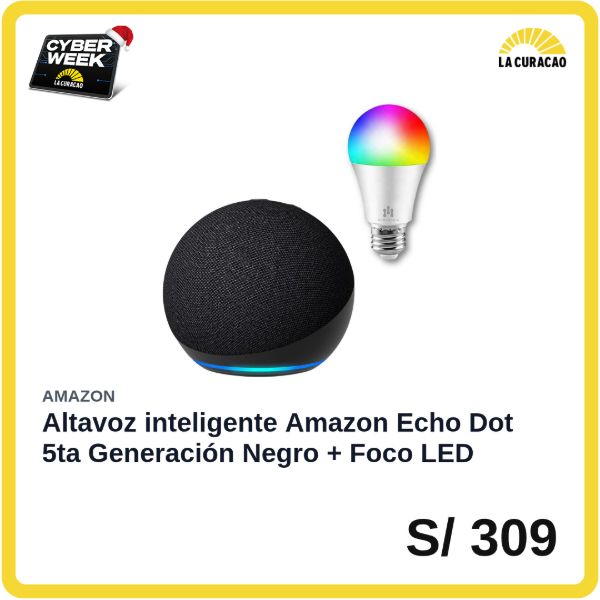 CYBER
WEEK
LA CURACAO
LA CURACAO
AMAZON
Altavoz inteligente Amazon Echo Dot
5ta Generación Negro + Foco LED
S/ 309